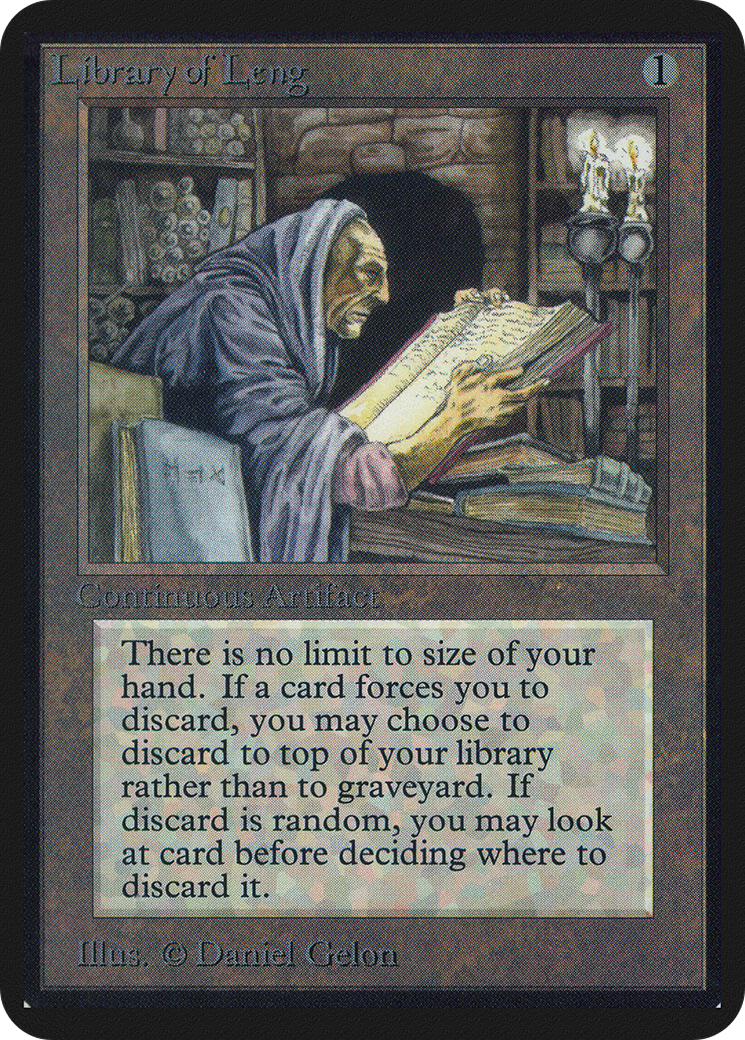 Library of Leng
1
Continuous Artifact
There is no limit to size of your
hand. If a card forces you to
discard, you may choose to
discard to top of your library
rather than to graveyard. If
discard is random, you may look
at card before deciding where to
discard it.
Illus. © Daniel Gelon